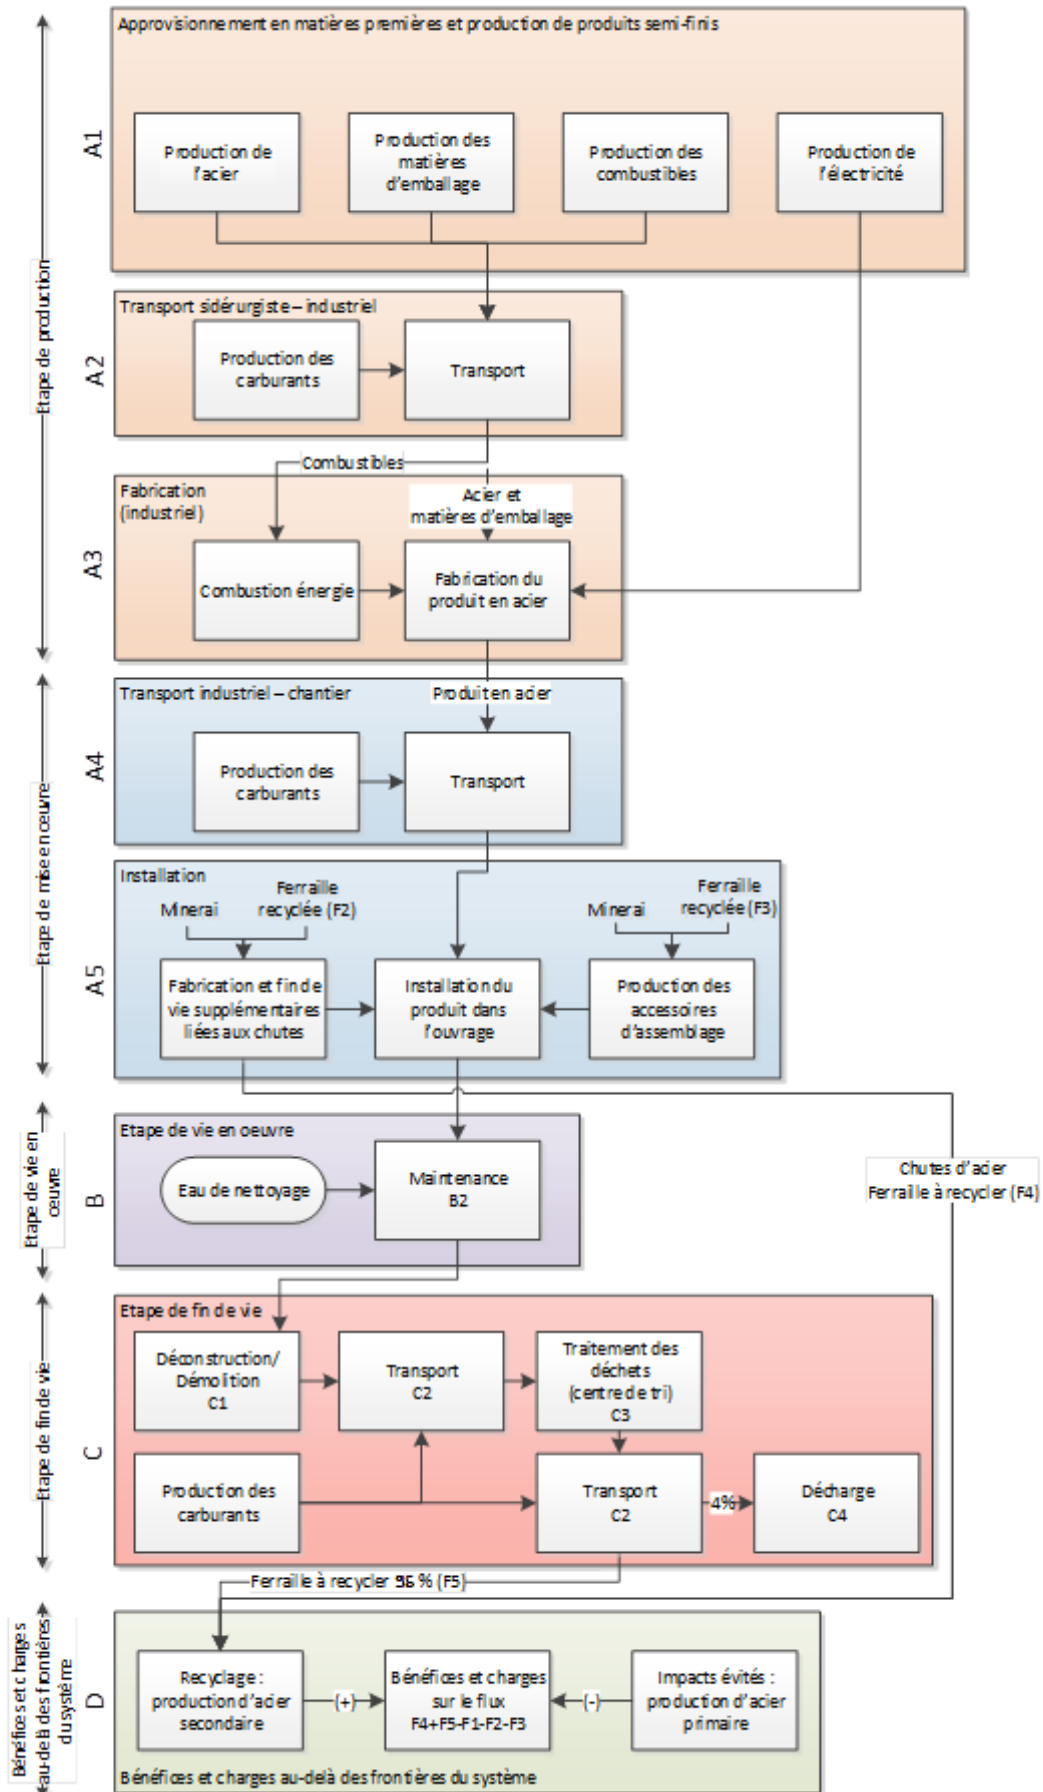 Approvisionnement en matières premières et production de produits semi-finis
A1
Production de
l'acier
Production des
matières
d'emballage
Production des
combustibles
Production de
l'électricité
Etape de production
Transport sidérurgiste – industriel
A2
Production des
carburants
Transport
Combustibles
Fabrication
(industriel)
Acier et
matières d'emballage
A3
Combustion énergie
Fabrication du
produit en acier
Transport industriel – chantier
Produit en acier
A4
Production des
carburants
Transport
Etape de mise en œuvre
Installation
Minerai
Ferraille
recyclée (F2)
Minerai
Ferraille
recyclée (F3)
A5
Fabrication et fin de
vie supplémentaires
liées aux chutes
Installation du
produit dans
l'ouvrage
Production des
accessoires
d'assemblage
Etape de vie en
œuvre
Etape de vie en oeuvre
B
Eau de nettoyage
Maintenance
B2
Chutes d'acier
Ferraille à recycler (F4)
Etape de fin de vie
Etape de fin de vie
C
Déconstruction/
Démolition
C1
Transport
C2
Traitement des
déchets
(centre de tri)
C3
Production des
carburants
Transport
C2
4%
Décharge
C4
Ferraille à recycler 96 % (F5)
Bénéfices et charges
au-delà des frontières
du système
D
Recyclage :
production d'acier
secondaire
(+)
Bénéfices et charges
sur le flux
F4+F5-F1-F2-F3
(-)
Impacts évités :
production d'acier
primaire
Bénéfices et charges au-delà des frontières du système